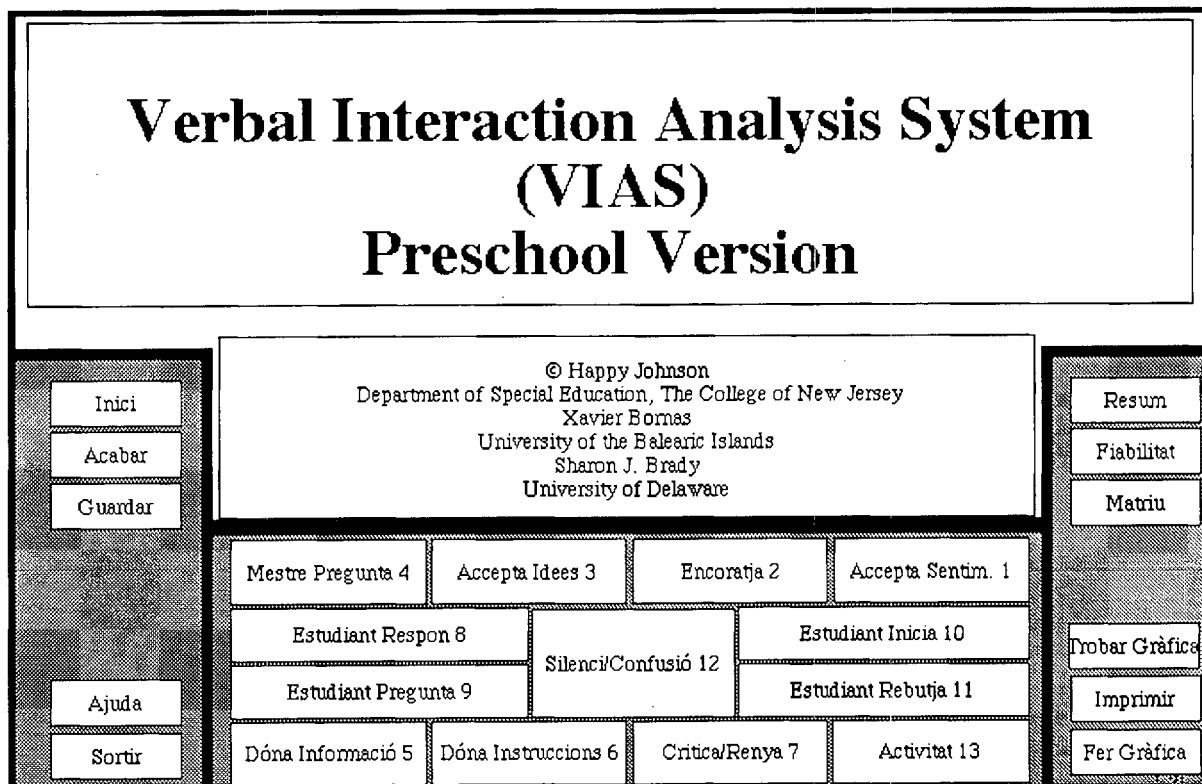 Verbal Interaction Analysis System
(VIAS)
Preschool Version
© Happy Johnson
Department of Special Education, The College of New Jersey
Xavier Bornas
University of the Balearic Islands
Sharon J. Brady
University of Delaware
Inici
Acabar
Guardar
Ajuda
Sortir
Mestre Pregunta 4
Accepta Idees 3
Encoratja 2
Accepta Sentim. 1
Estudiant Respon 8
Silenci/Confusió 12
Estudiant Inicia 10
Estudiant Pregunta 9
Estudiant Rebutja 11
Dóna Informació 5
Dóna Instruccions 6
Critica/Renya 7
Activitat 13
Resum
Fiabilitat
Matriu
Trobar Gràfica
Imprimir
Fer Gràfica